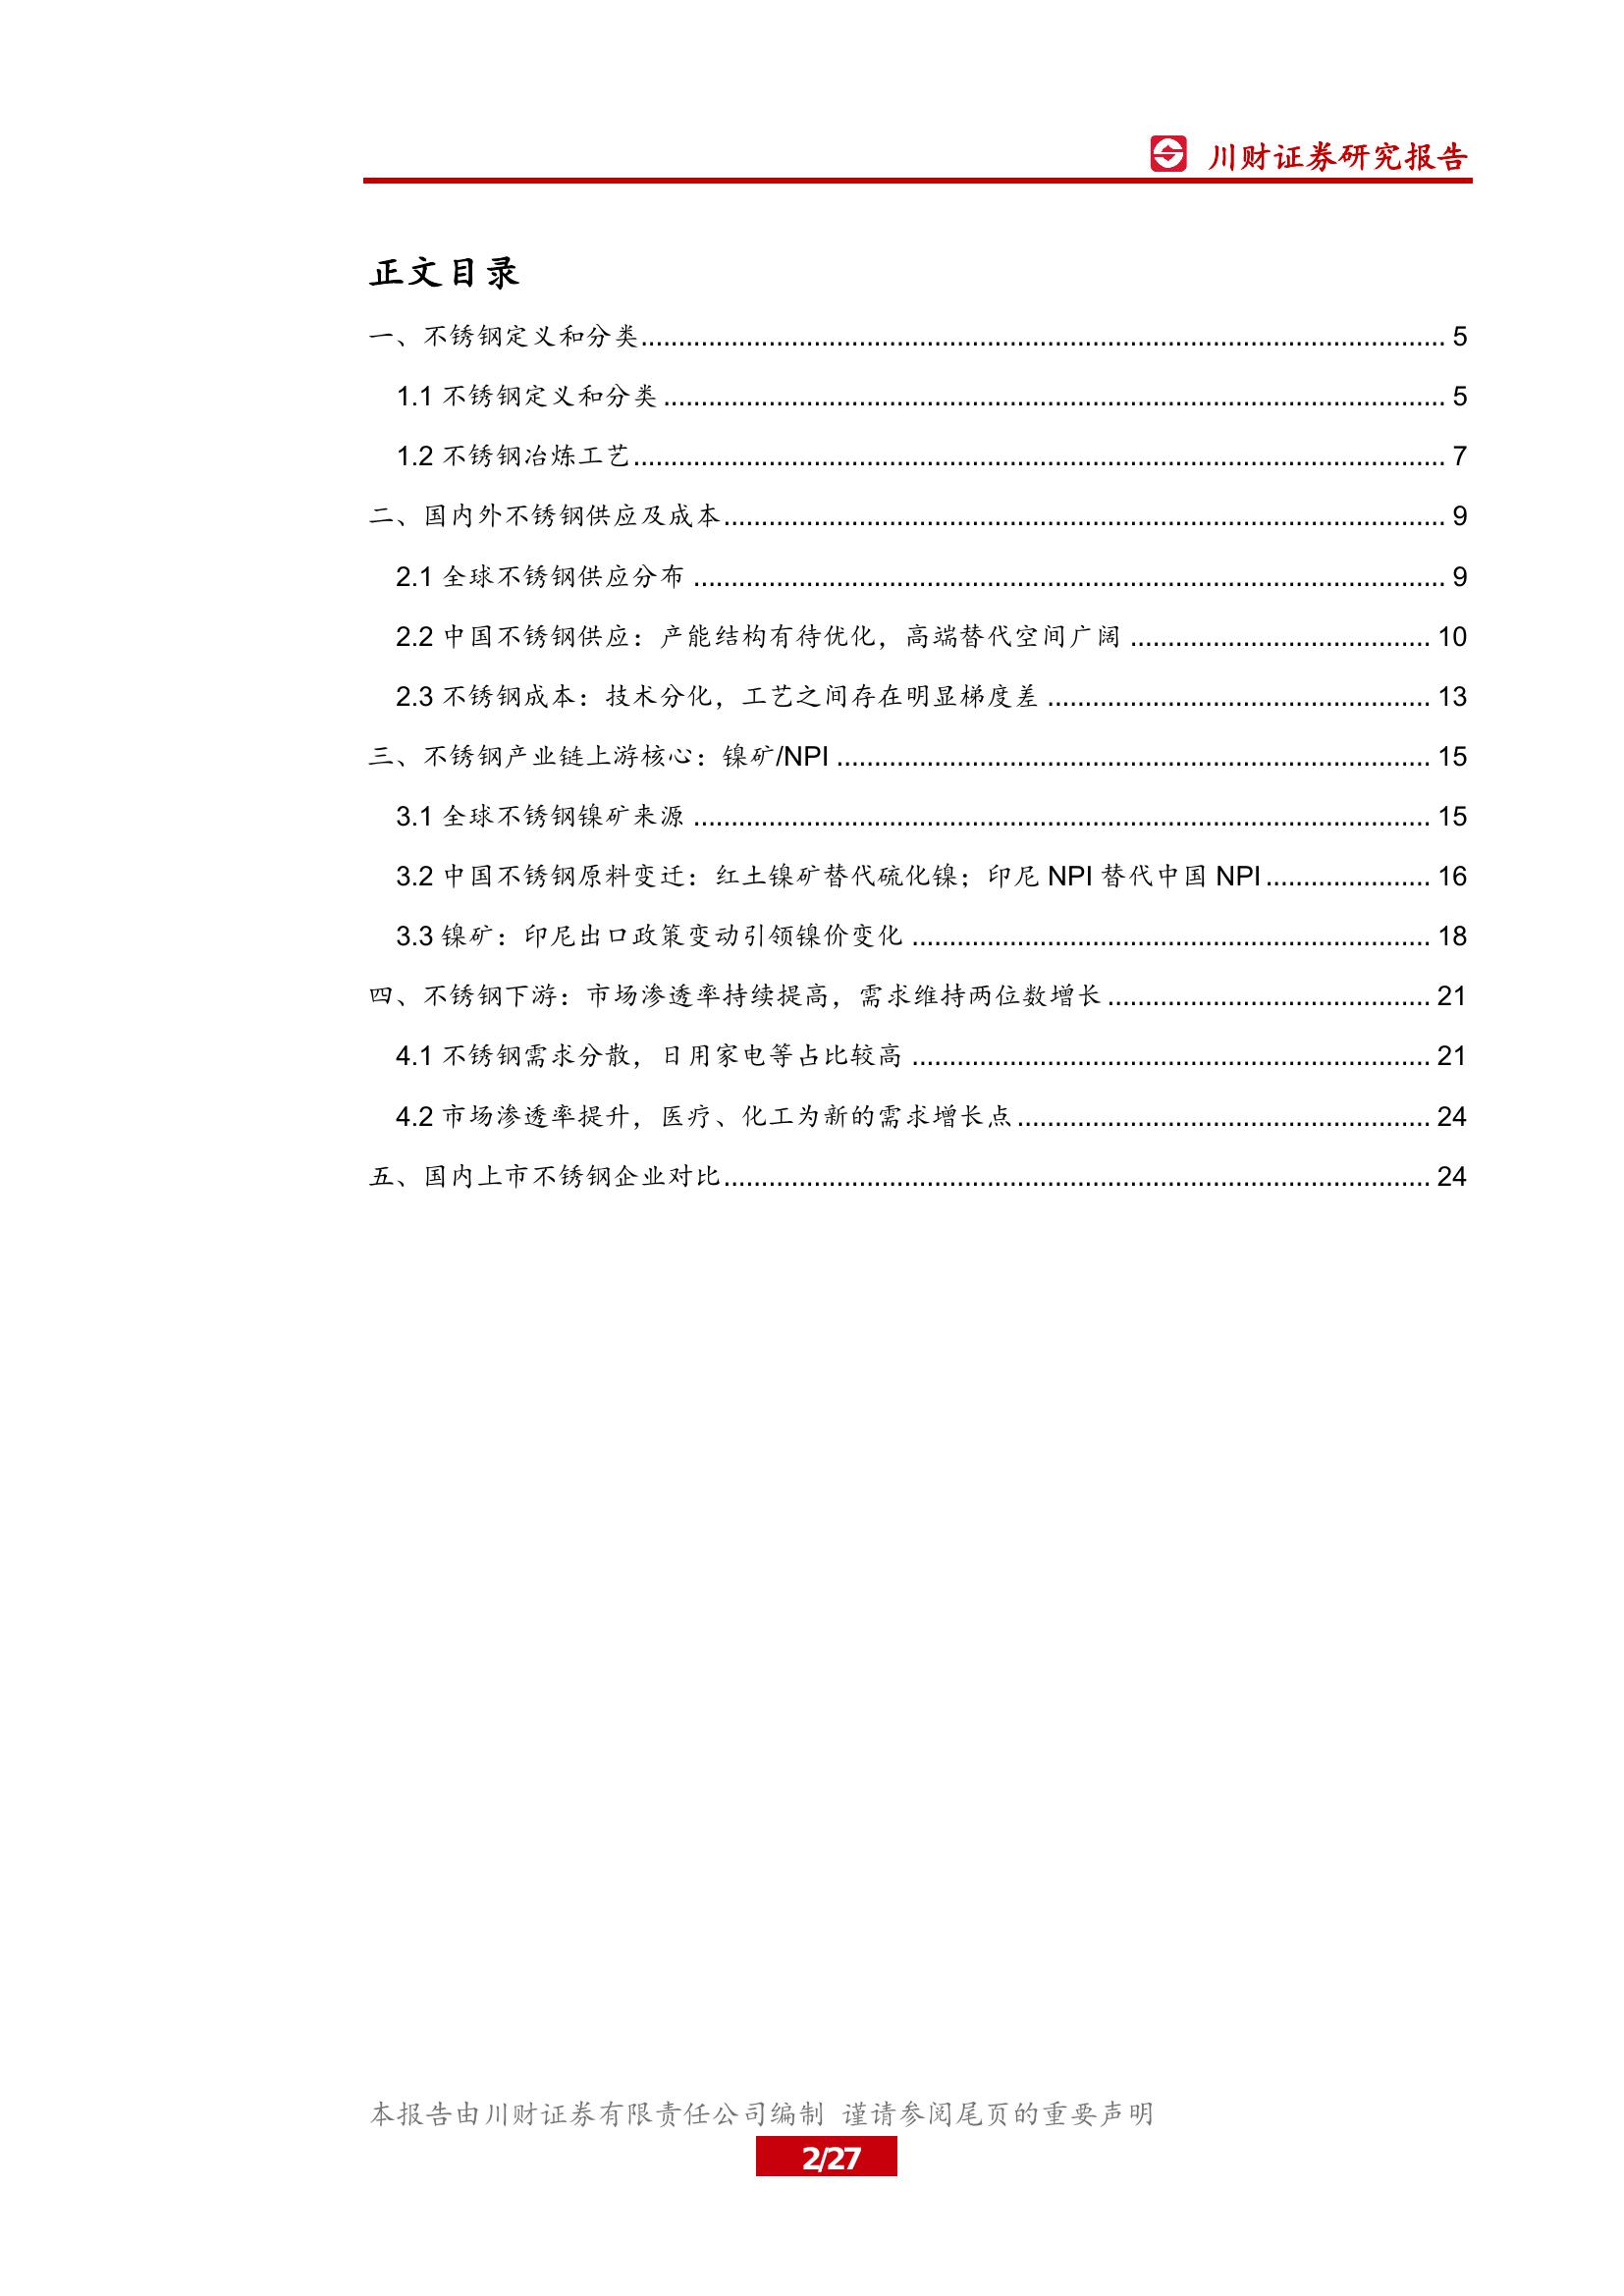 川财证券研究报告
正文目录
一、不锈钢定义和分类........................................ 5
1.1 不锈钢定义和分类........................................ 5
1.2 不锈钢冶炼工艺........................................ 7
二、国内外不锈钢供应及成本........................................ 9
2.1 全球不锈钢供应分布........................................ 9
2.2 中国不锈钢供应：产能结构有待优化，高端替代空间广阔........................................ 10
2.3 不锈钢成本：技术分化，工艺之间存在明显梯度差........................................ 13
三、不锈钢产业链上游核心：镍矿/NPI........................................ 15
3.1 全球不锈钢镍矿来源........................................ 15
3.2 中国不锈钢原料变迁：红土镍矿替代硫化镍；印尼 NPI 替代中国 NPI........................................ 16
3.3 镍矿：印尼出口政策变动引领镍价变化........................................ 18
四、不锈钢下游：市场渗透率持续提高，需求维持两位数增长........................................ 21
4.1 不锈钢需求分散，日用家电等占比较高........................................ 21
4.2 市场渗透率提升，医疗、化工为新的需求增长点........................................ 24
五、国内上市不锈钢企业对比........................................ 24
本报告由川财证券有限责任公司编制 谨请参阅尾页的重要声明
2/27